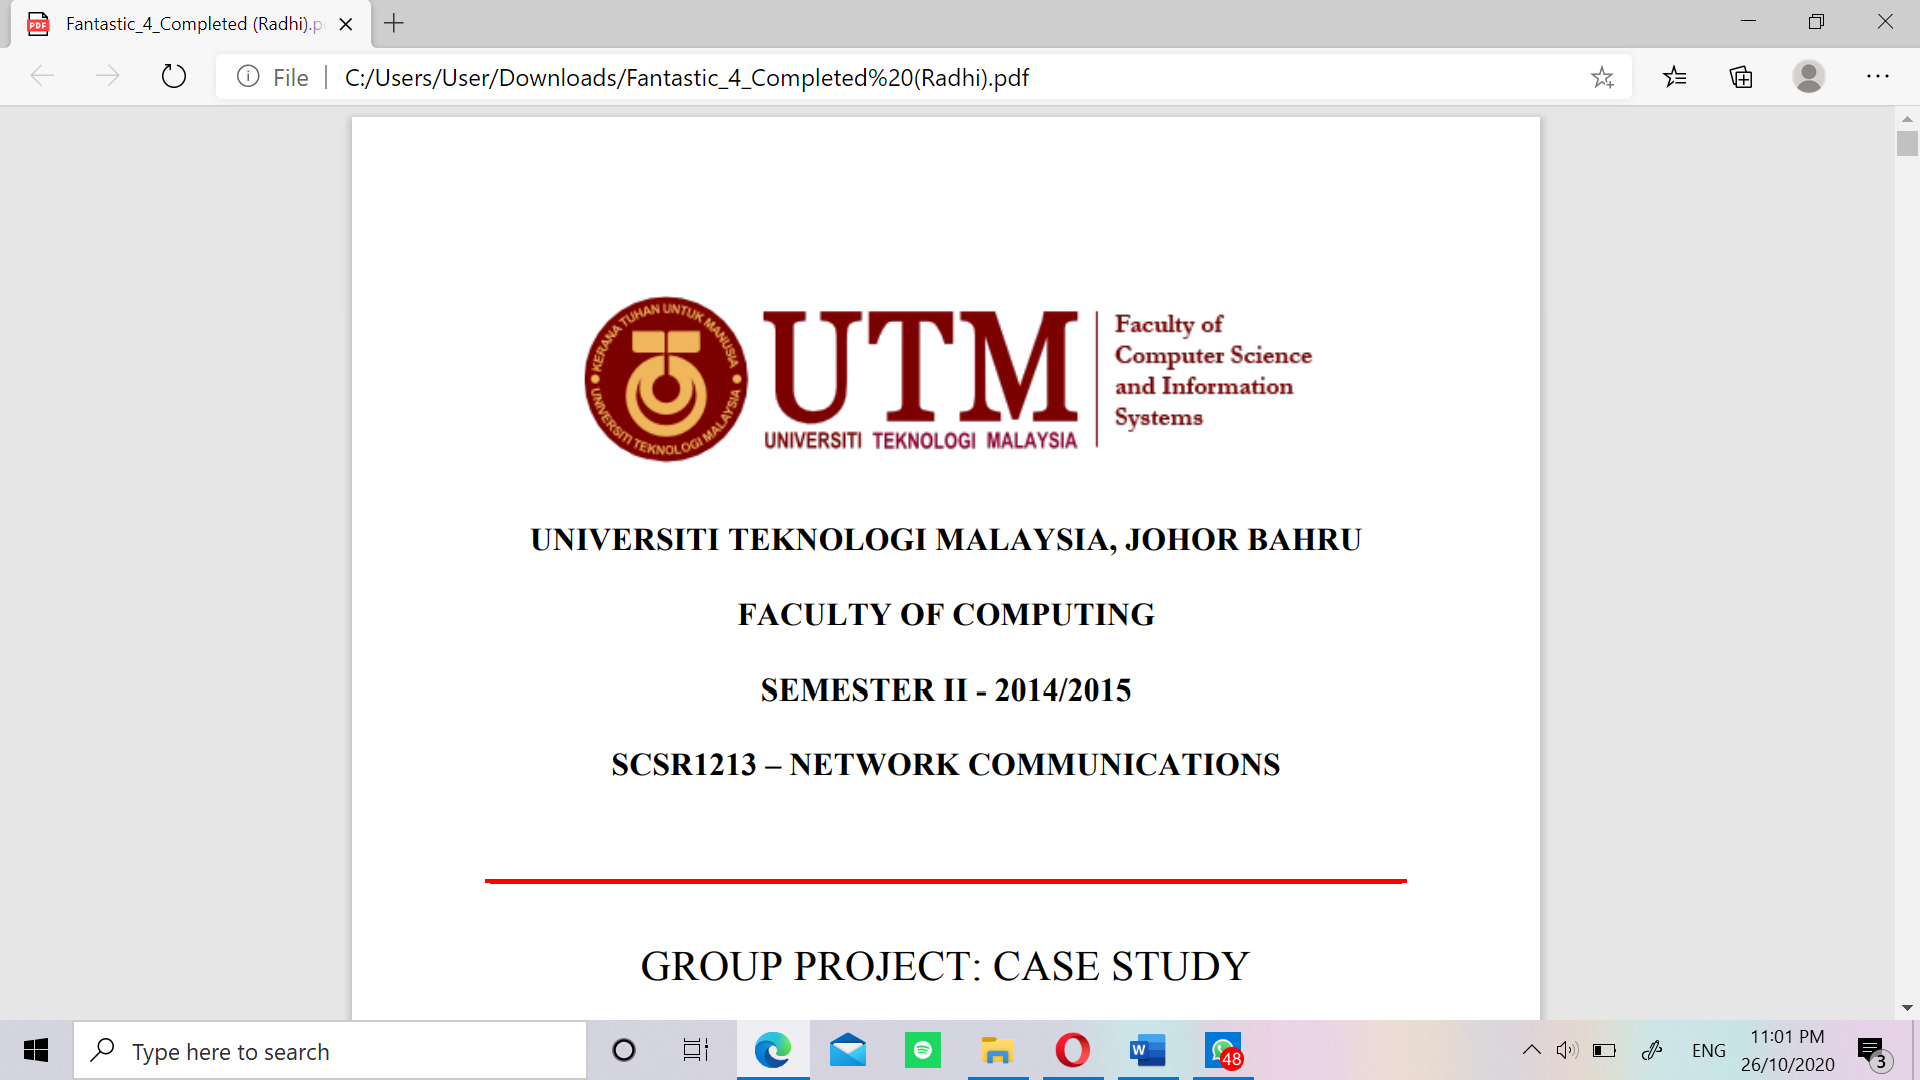 Fantastic_4_Completed (Radhi).p
File
C:/Users/User/Downloads/Fantastic_4_Completed%20(Radhi).pdf
KERANA TUHAN UNTUK MANUSIA
UNIVERSITI TEKNOLOGI MALAYSIA
UTM
UNIVERSITI TEKNOLOGI MALAYSIA
Faculty of
Computer Science
and Information
Systems
UNIVERSITI TEKNOLOGI MALAYSIA, JOHOR BAHRU
FACULTY OF COMPUTING
SEMESTER II - 2014/2015
SCSR1213 – NETWORK COMMUNICATIONS
GROUP PROJECT: CASE STUDY
Type here to search
W
48
ENG
11:01 PM
26/10/2020
3
PDF